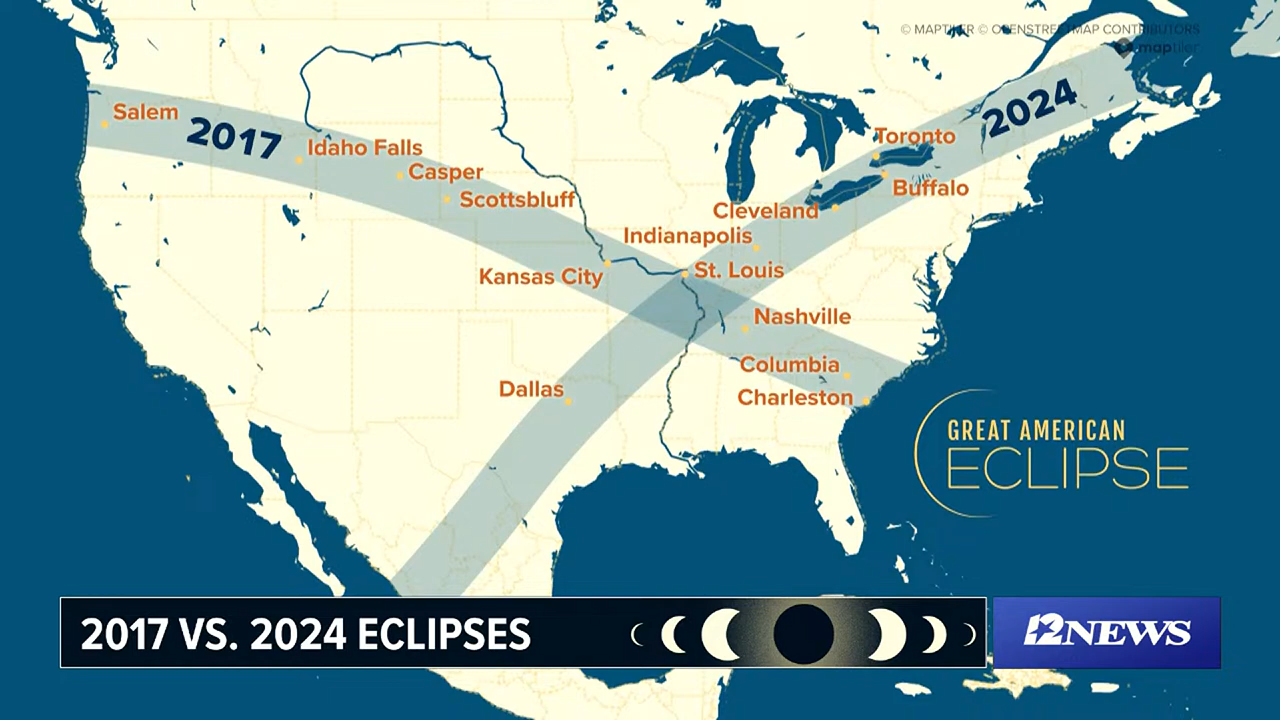 © MAPTILER © OPENSTREETMAP CONTRIBUTORS
maptiler
Salem
2017
Idaho Falls
Casper
Scottsbluff
2024
Toronto
Buffalo
Cleveland
Indianapolis
Kansas City
St. Louis
Nashville
Columbia
Charleston
Dallas
GREAT AMERICAN
ECLIPSE
2017 VS. 2024 ECLIPSES
12NEWS